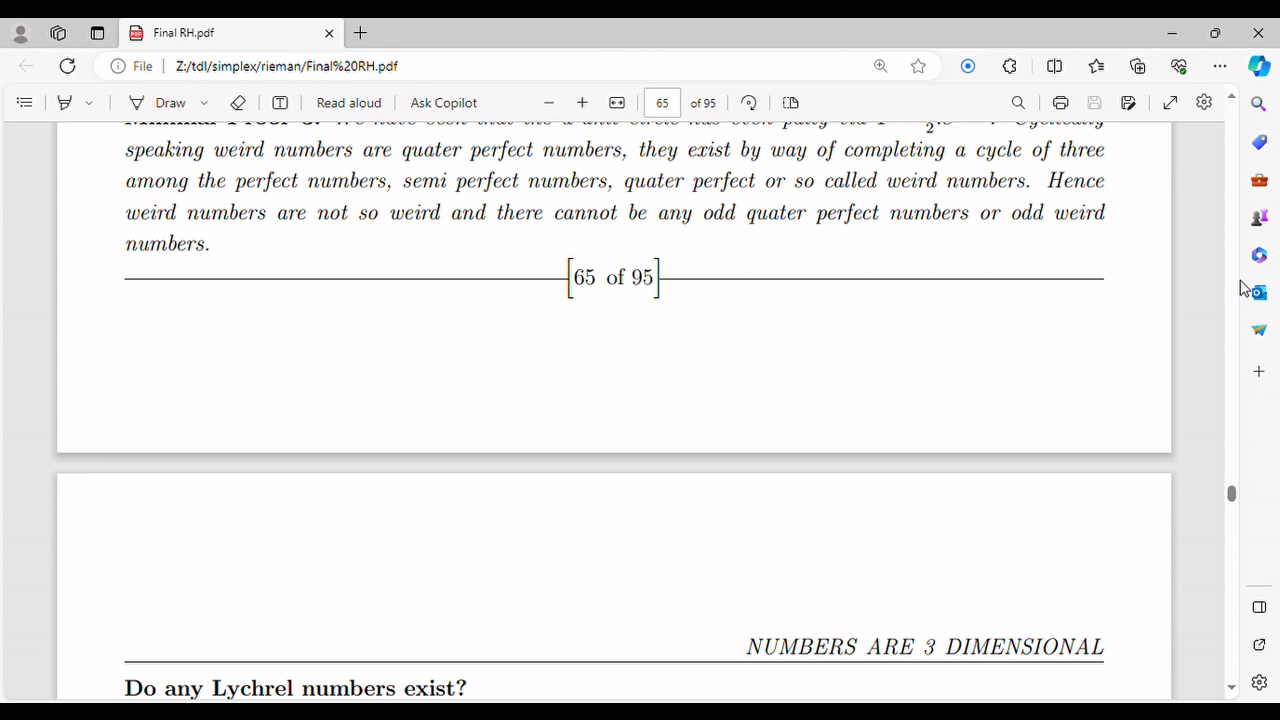 Final RH.pdf
File Z:/tdl/simplex/rieman/Final%20RH.pdf
Draw Read aloud Ask Copilot 65 of 95
speaking weird numbers are quater perfect numbers, they exist by way of completing a cycle of three
among the perfect numbers, semi perfect numbers, quater perfect or so called weird numbers. Hence
weird numbers are not so weird and there cannot be any odd quater perfect numbers or odd weird
numbers.
[65 of 95]
NUMBERS ARE 3 DIMENSIONAL
Do any Lychrel numbers exist?